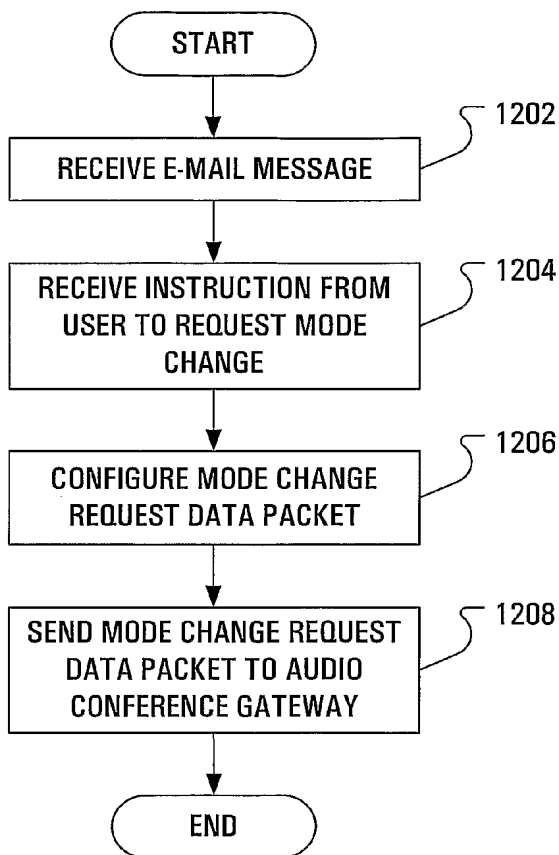 START
1202
RECEIVE E-MAIL MESSAGE
1204
RECEIVE INSTRUCTION FROM
USER TO REQUEST MODE
CHANGE
1206
CONFIGURE MODE CHANGE
REQUEST DATA PACKET
1208
SEND MODE CHANGE REQUEST
DATA PACKET TO AUDIO
CONFERENCE GATEWAY
END